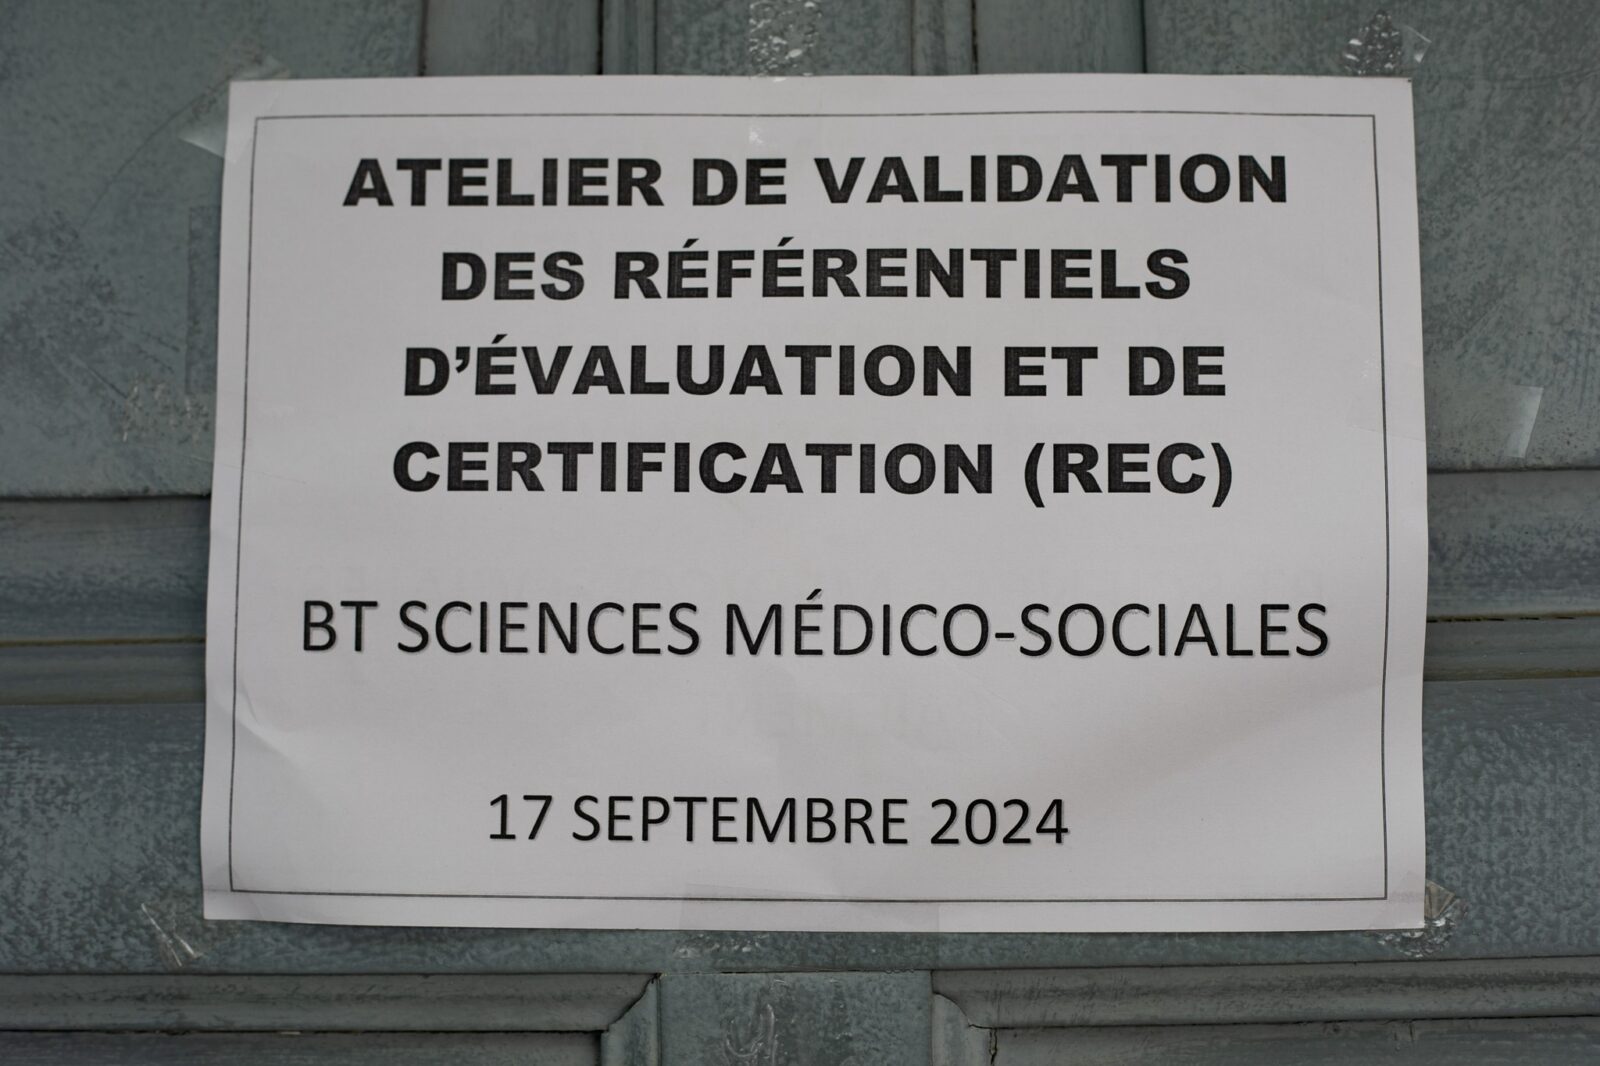 ATELIER DE VALIDATION
DES RÉFÉRENTIELS
D’ÉVALUATION ET DE
CERTIFICATION (REC)
BT SCIENCES MÉDICO-SOCIALES
17 SEPTEMBRE 2024